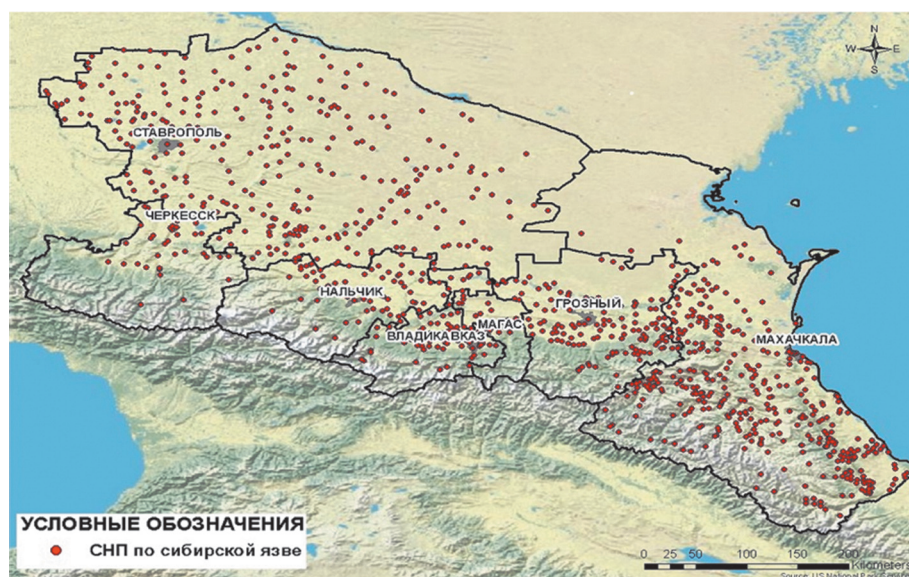 N
W E
S
СТАВРОПОЛЬ
ЧЕРКЕССК
НАЛЬЧИК
ГРОЗНЫЙ
МАГАС
ВЛАДИКАВКАЗ
МАХАЧКАЛА
УСЛОВНЫЕ ОБОЗНАЧЕНИЯ
СНП по сибирской язве
0 25 50 100 150 200
Kilometers
Source: US National Park Service